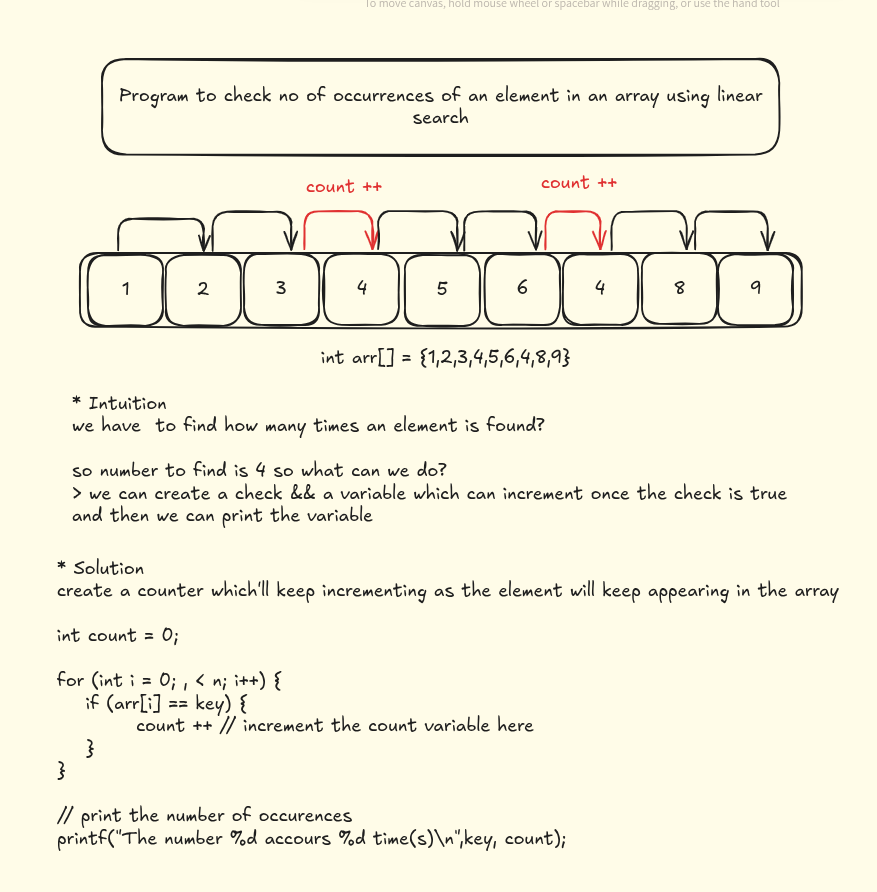 To move canvas, hold mouse wheel or spacebar while dragging, or use the hand tool
Program to check no of occurrences of an element in an array using linear
search
count ++
count ++
1 2 3 4 5 6 4 8 9
int arr[] = {1,2,3,4,5,6,4,8,9}
* Intuition
we have to find how many times an element is found?
so number to find is 4 so what can we do?
> we can create a check && a variable which can increment once the check is true
and then we can print the variable
* Solution
create a counter which'll keep incrementing as the element will keep appearing in the array
int count = 0;
for (int i = 0; , < n; i++) {
if (arr[i] == key) {
count ++ // increment the count variable here
}
}
// print the number of occurences
printf("The number %d accours %d time(s)\n",key, count);